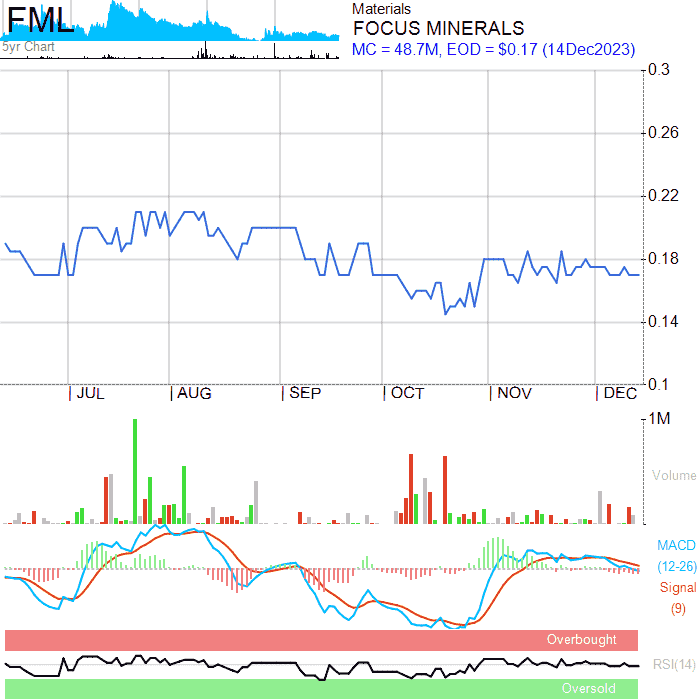 FML
5yr Chart
Materials
FOCUS MINERALS
MC = 48.7M, EOD = $0.17 (14Dec2023)
0.3
0.26
0.22
0.18
0.14
0.1
JUL AUG SEP OCT NOV DEC
1M
Volume
MACD
(12-26)
Signal
(9)
Overbought
RSI(14)
Oversold